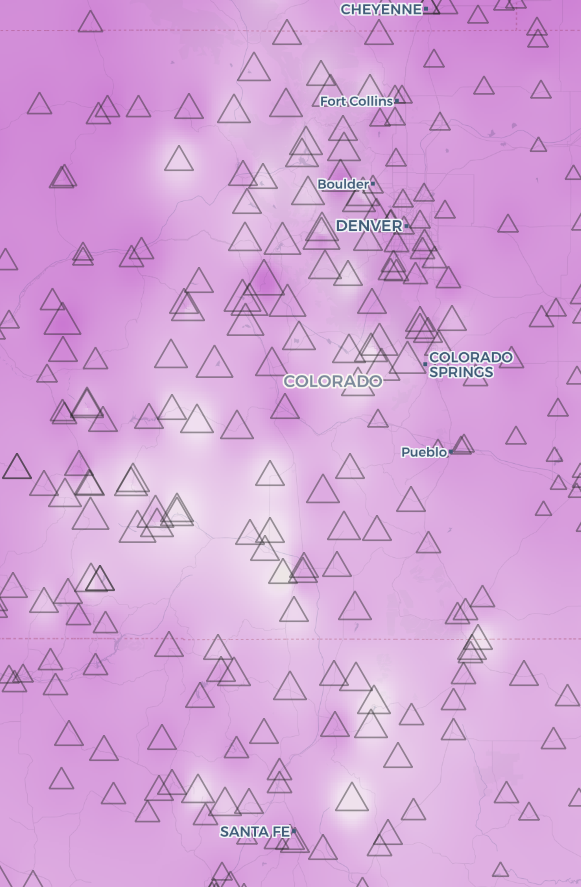 CHEYENNE
Fort Collins
Boulder
DENVER
COLORADO
SPRINGS
COLORADO
Pueblo
SANTA FE